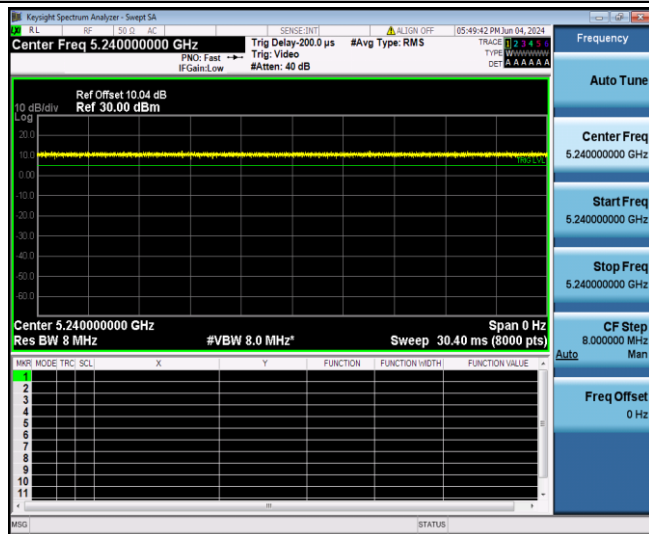 Keysight Spectrum Analyzer - Swept SA
RL RF 50 Ω AC SENSE:INT ALIGN OFF 05:49:42 PM Jun 04, 2024
Center Freq 5.240000000 GHz
PNO: Fast
IFGain:Low
Trig Delay-200.0 µs
Trig: Video
#Atten: 40 dB
#Avg Type: RMS
TRACE 1 2 3 4 5 6
TYPE WWWWWW
DET A A A A A A
Ref Offset 10.04 dB
10 dB/div Ref 30.00 dBm
Log
20.0
10.0
TRIG LVL
0.00
-10.0
-20.0
-30.0
-40.0
-50.0
-60.0
Center 5.240000000 GHz Span 0 Hz
Res BW 8 MHz #VBW 8.0 MHz* Sweep 30.40 ms (8000 pts)
MKR MODE TRC SCL X Y FUNCTION FUNCTION WIDTH FUNCTION VALUE
1
2
3
4
5
6
7
8
9
10
11
MSG STATUS
Frequency
Auto Tune
Center Freq
5.240000000 GHz
Start Freq
5.240000000 GHz
Stop Freq
5.240000000 GHz
CF Step
8.000000 MHz
Auto Man
Freq Offset
0 Hz